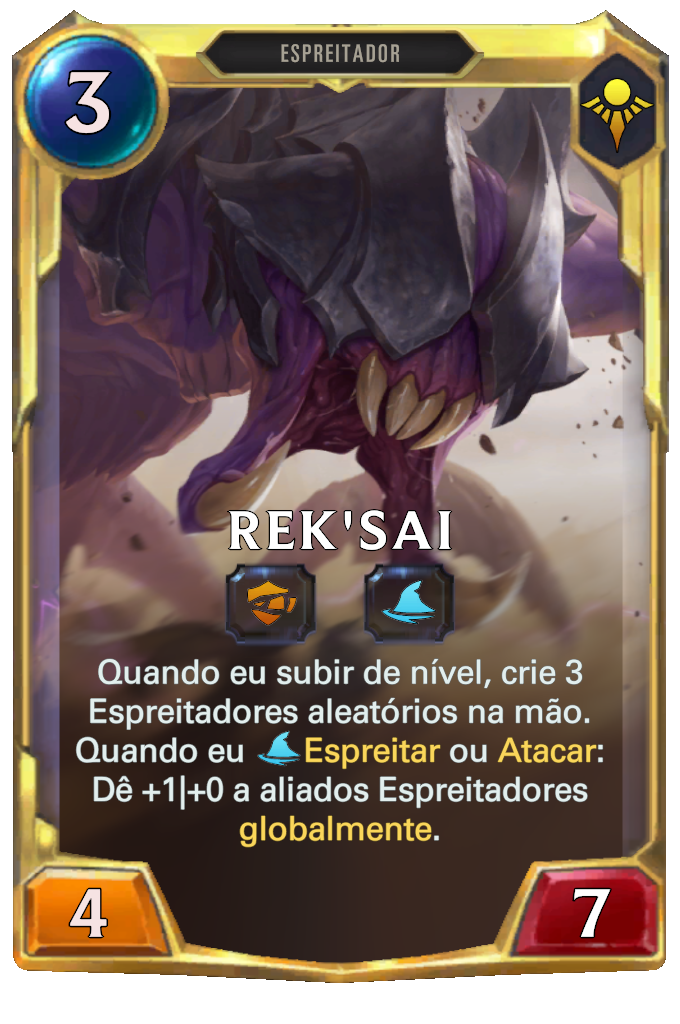 ESPREITADOR
3
REK'SAI
Quando eu subir de nível, crie 3
Espreitadores aleatórios na mão.
Quando eu Espreitar ou Atacar:
Dê +1|+0 a aliados Espreitadores
globalmente.
4
7